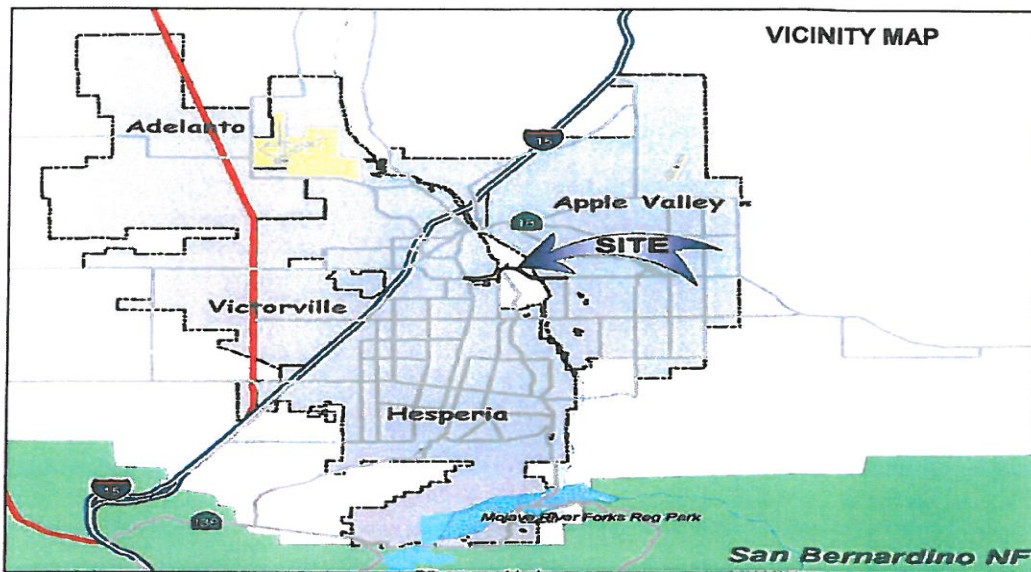 VICINITY MAP
Adelanto
15
Apple Valley
18
SITE
Victorville
Hesperia
15
138
Mojave River Forks Reg Park
San Bernardino NF